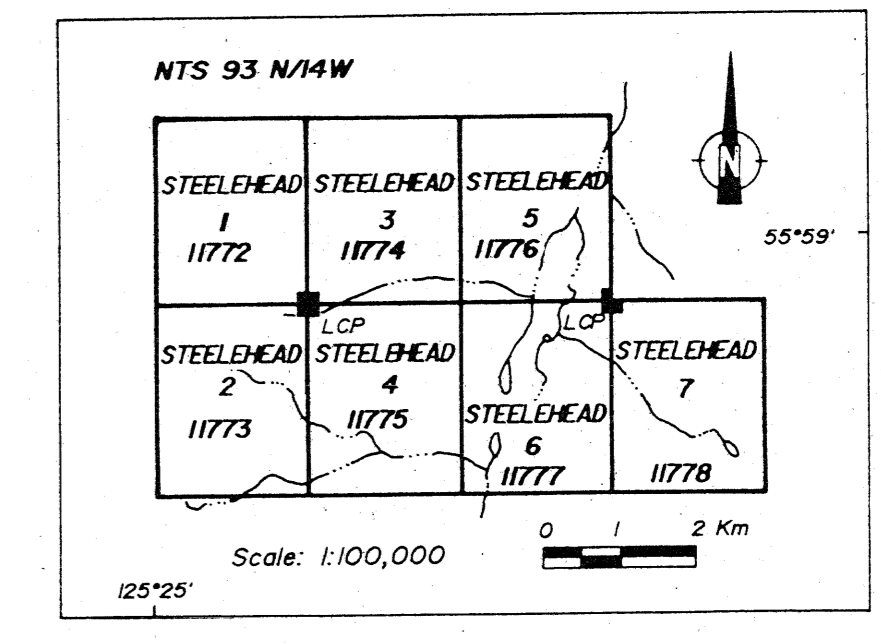 NTS 93 N/14W
N
55°59'
STEELEHEAD
1
11772
STEELEHEAD
3
11774
STEELEHEAD
5
11776
LCP
LCP
STEELEHEAD
2
11773
STEELEHEAD
4
11775
STEELEHEAD
6
11777
STEELEHEAD
7
11778
0 1 2 Km
Scale: 1:100,000
125°25'